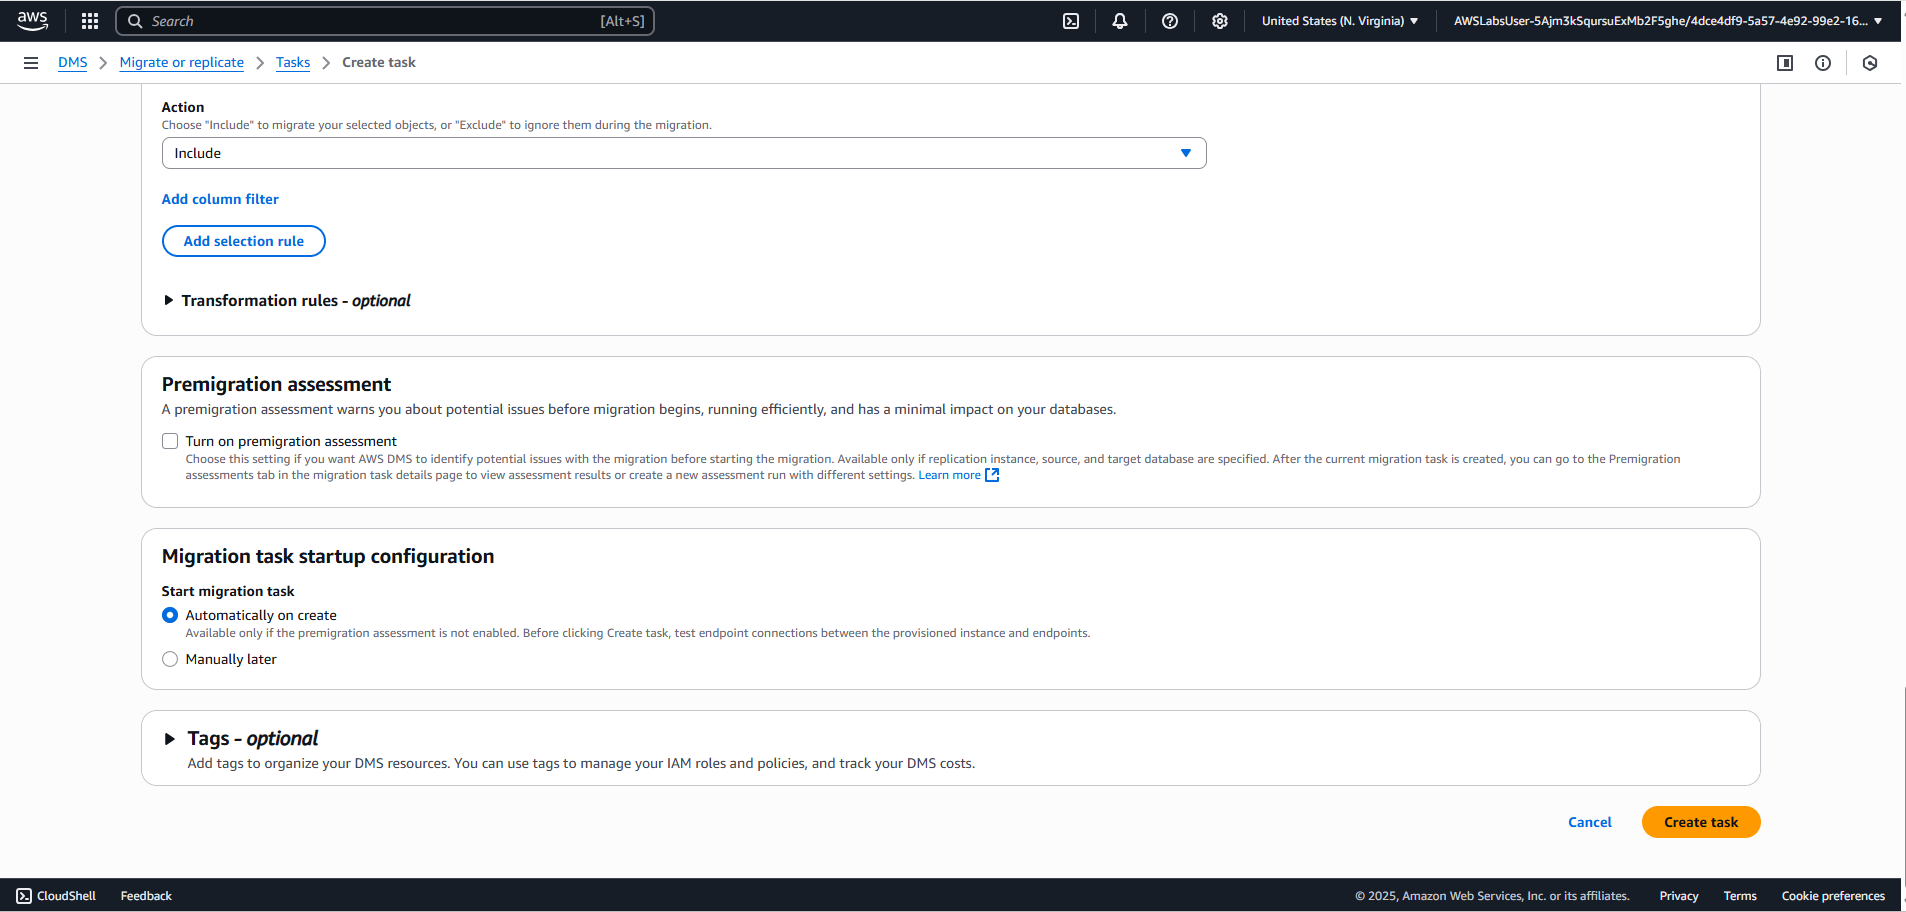 aws
Search [Alt+S]
United States (N. Virginia)
AWSLabsUser-5Ajm3kSqursuExMb2F5ghe/4dce4df9-5a57-4e92-99e2-16...
DMS
Migrate or replicate
Tasks
Create task
Action
Choose "Include" to migrate your selected objects, or "Exclude" to ignore them during the migration.
Include
Add column filter
Add selection rule
Transformation rules - optional
Premigration assessment
A premigration assessment warns you about potential issues before migration begins, running efficiently, and has a minimal impact on your databases.
Turn on premigration assessment
Choose this setting if you want AWS DMS to identify potential issues with the migration before starting the migration. Available only if replication instance, source, and target database are specified. After the current migration task is created, you can go to the Premigration
assessments tab in the migration task details page to view assessment results or create a new assessment run with different settings. Learn more
Migration task startup configuration
Start migration task
Automatically on create
Available only if the premigration assessment is not enabled. Before clicking Create task, test endpoint connections between the provisioned instance and endpoints.
Manually later
Tags - optional
Add tags to organize your DMS resources. You can use tags to manage your IAM roles and policies, and track your DMS costs.
Cancel
Create task
CloudShell
Feedback
© 2025, Amazon Web Services, Inc. or its affiliates.
Privacy
Terms
Cookie preferences